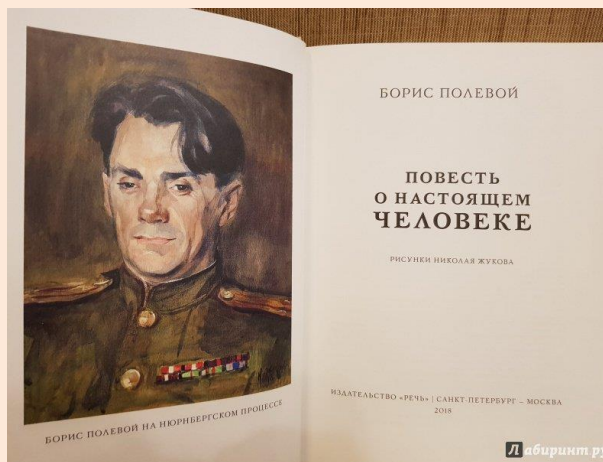 БОРИС ПОЛЕВОЙ НА НЮРНБЕРГСКОМ ПРОЦЕССЕ
БОРИС ПОЛЕВОЙ
ПОВЕСТЬ
О НАСТОЯЩЕМ
ЧЕЛОВЕКЕ
РИСУНКИ НИКОЛАЯ ЖУКОВА
ИЗДАТЕЛЬСТВО «РЕЧЬ» | САНКТ-ПЕТЕРБУРГ – МОСКВА
2018
Лабиринт.ру